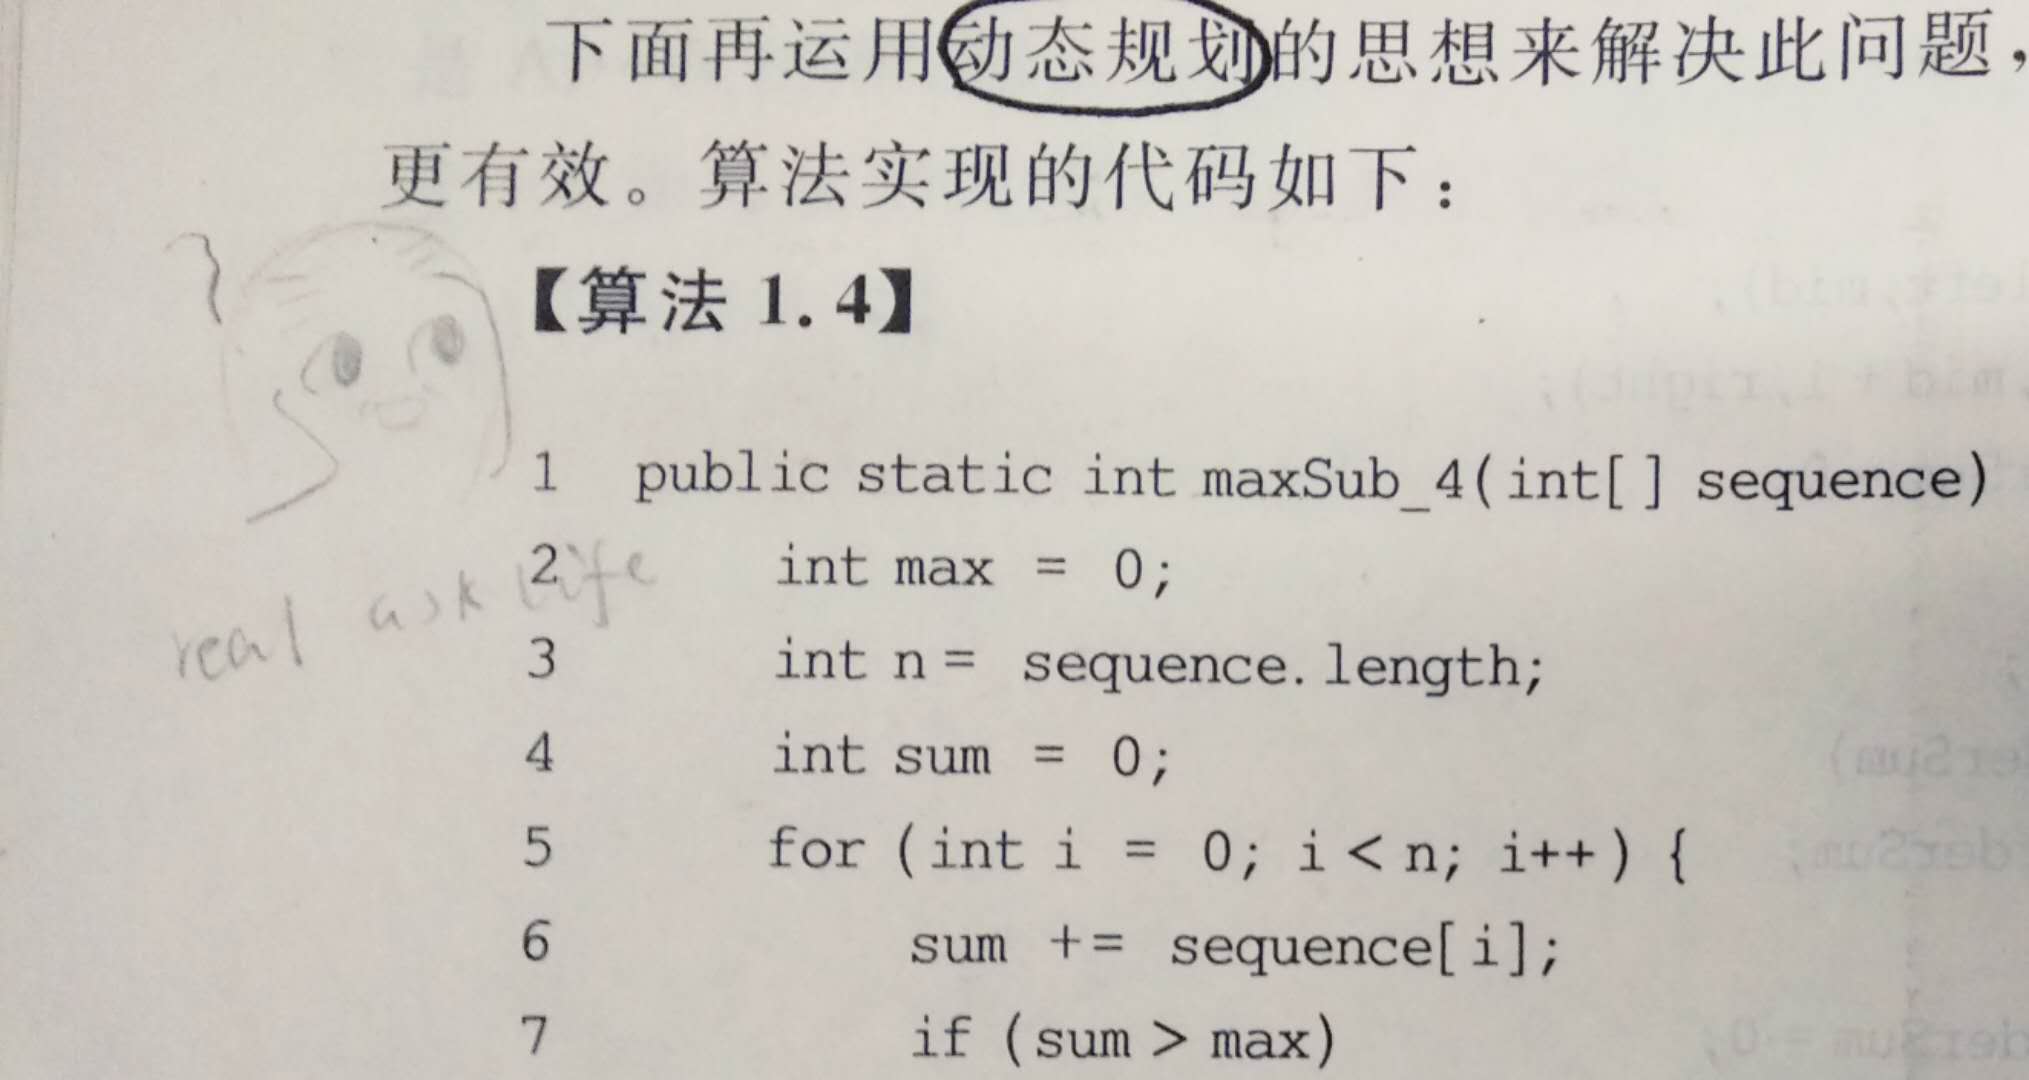 下面再运用动态规划的思想来解决此问题，
更有效。算法实现的代码如下：
【算法 1.4】
1 public static int maxSub_4(int[] sequence)
2 int max = 0;
real ask life
3 int n = sequence.length;
4 int sum = 0;
5 for (int i = 0; i < n; i++) {
6 sum += sequence[i];
7 if (sum > max)